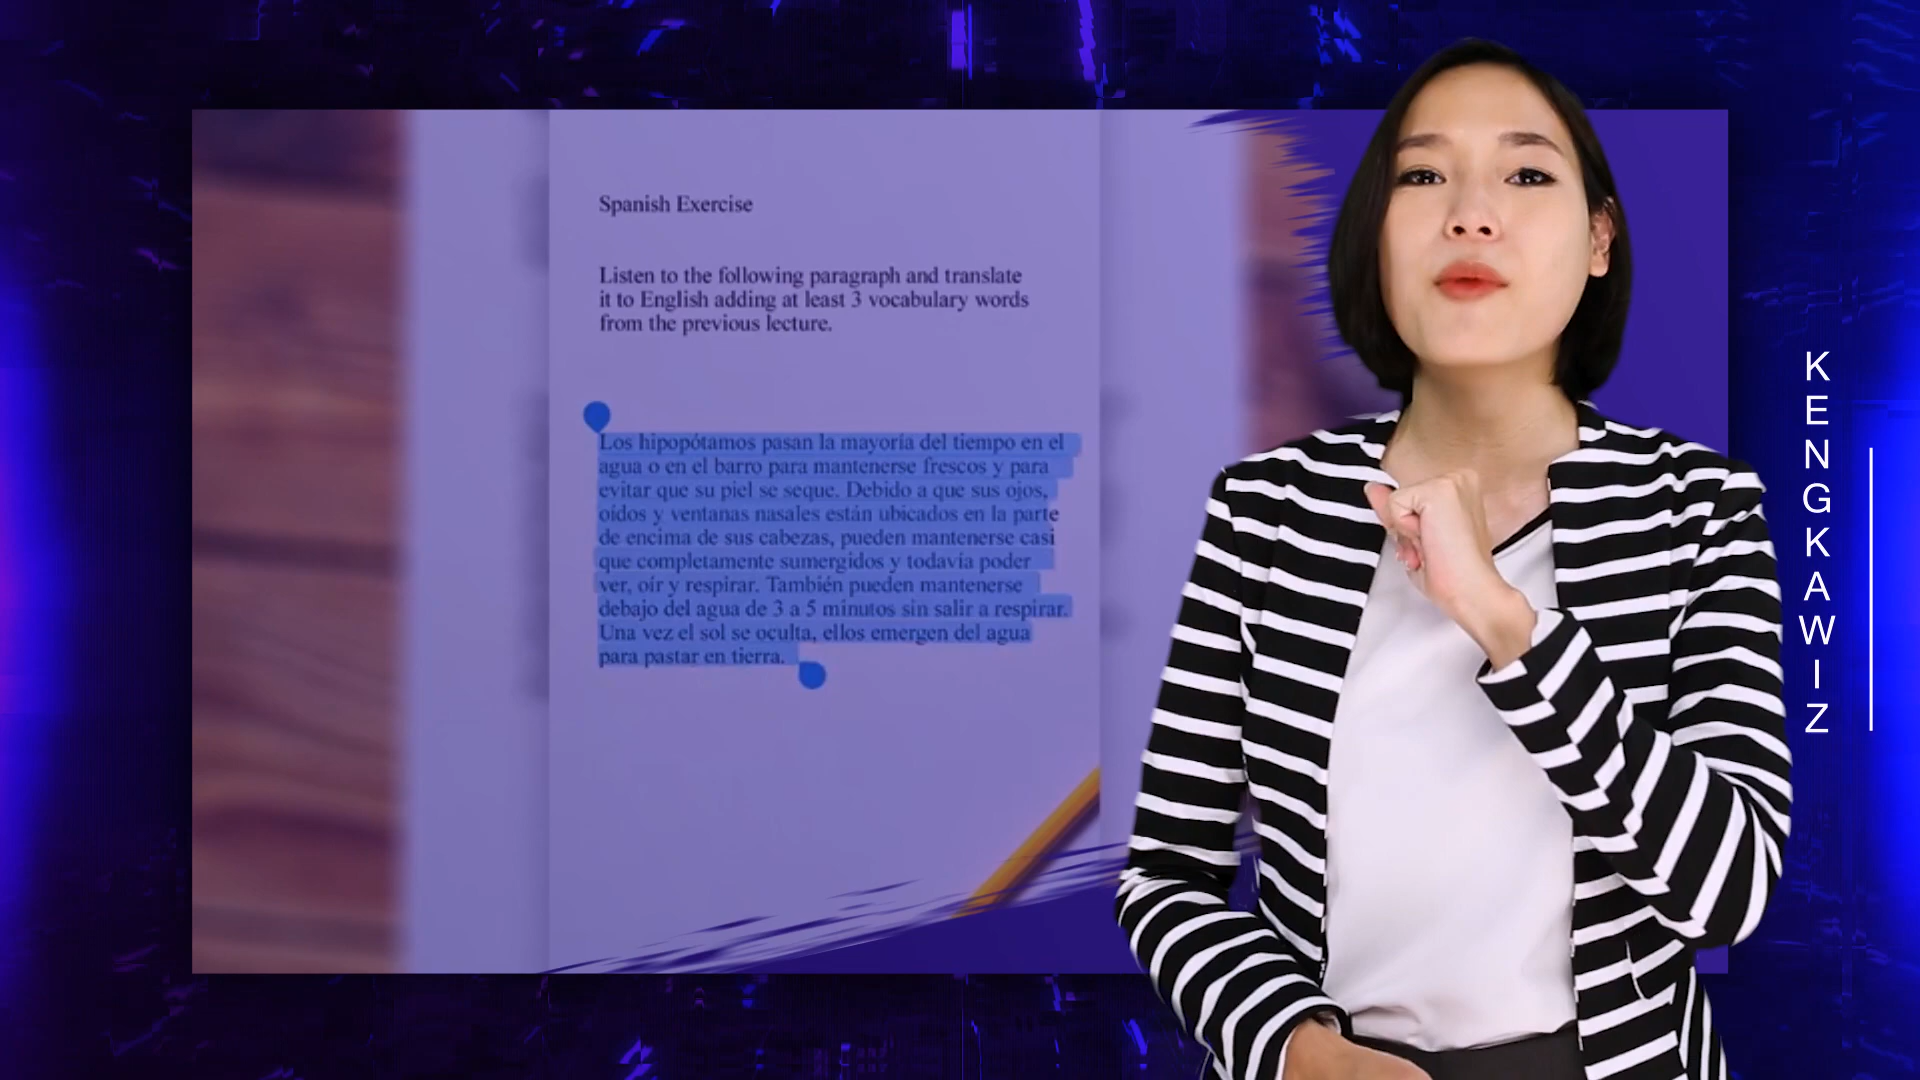 Spanish Exercise
Listen to the following paragraph and translate
it to English adding at least 3 vocabulary words
from the previous lecture.
Los hipopótamos pasan la mayoría del tiempo en el
agua o en el barro para mantenerse frescos y para
evitar que su piel se seque. Debido a que sus ojos,
oídos y ventanas nasales están ubicados en la parte
de encima de sus cabezas, pueden mantenerse casi
que completamente sumergidos y todavía poder
ver, oír y respirar. También pueden mantenerse
debajo del agua de 3 a 5 minutos sin salir a respirar.
Una vez el sol se oculta, ellos emergen del agua
para pastar en tierra.
KENGKAWIZ